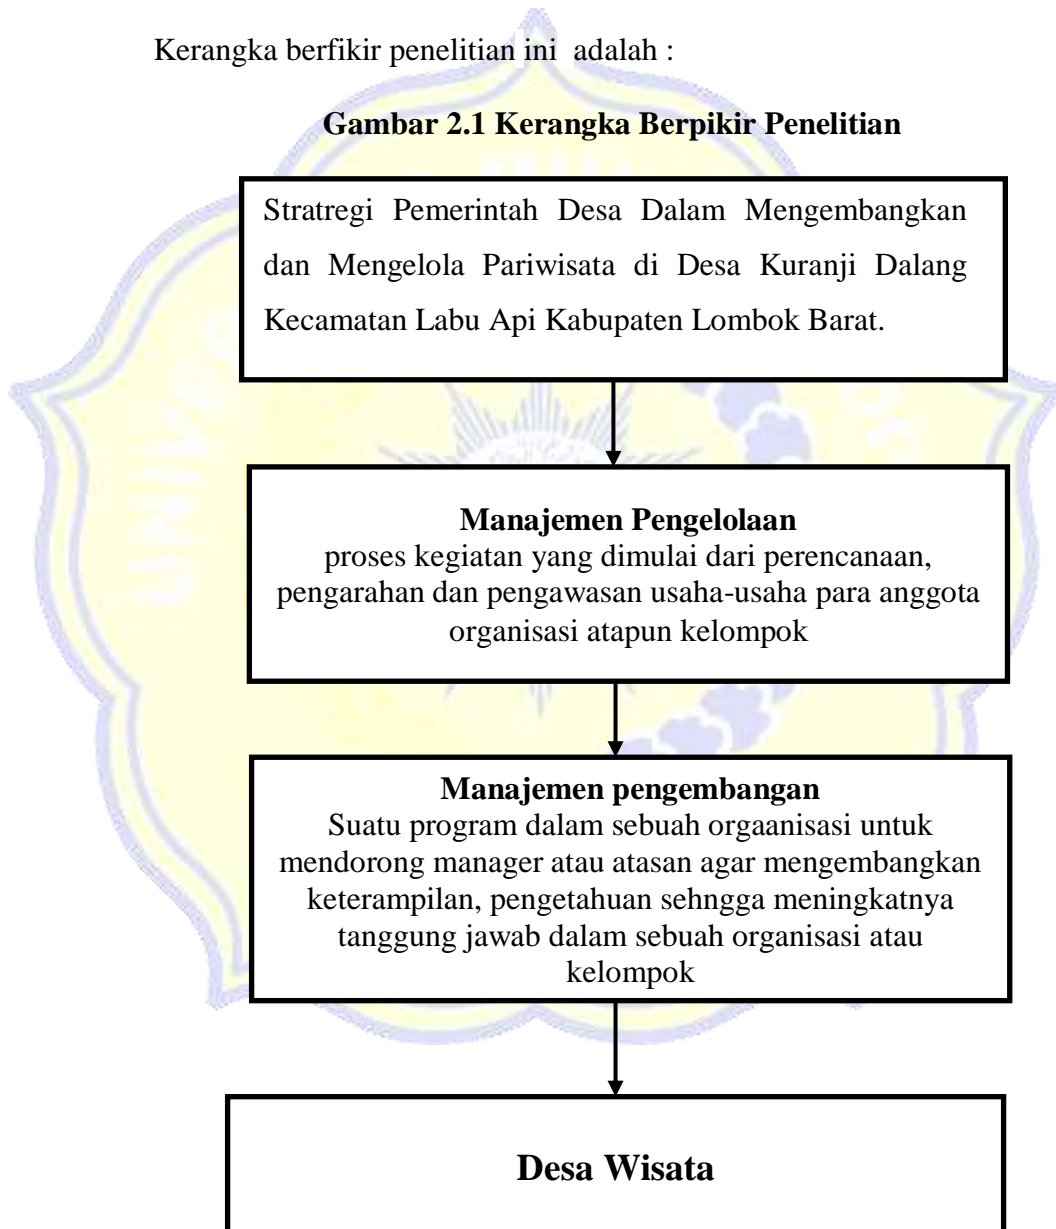 Kerangka berfikir penelitian ini  adalah :
Gambar 2.1 Kerangka Berpikir Penelitian
Stratregi Pemerintah Desa Dalam Mengembangkan
dan Mengelola Pariwisata di Desa Kuranji Dalang
Kecamatan Labu Api Kabupaten Lombok Barat.
Manajemen Pengelolaan
proses kegiatan yang dimulai dari perencanaan,
pengarahan dan pengawasan usaha-usaha para anggota
organisasi atapun kelompok
Manajemen pengembangan
Suatu program dalam sebuah orgaanisasi untuk
mendorong manager atau atasan agar mengembangkan
keterampilan, pengetahuan sehngga meningkatnya
tanggung jawab dalam sebuah organisasi atau
kelompok
Desa Wisata